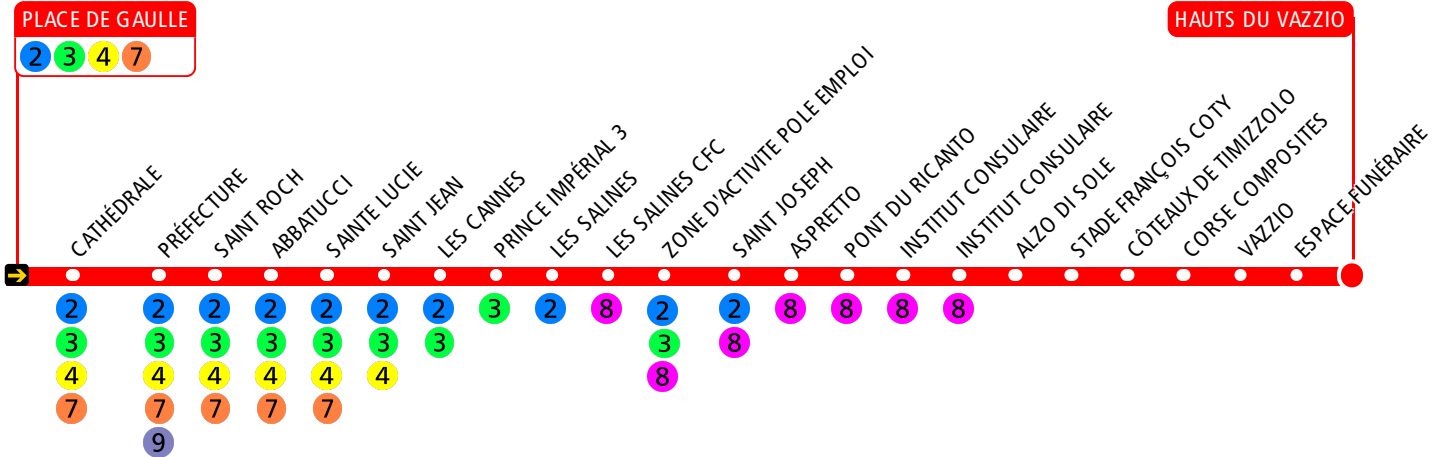 PLACE DE GAULLE
2 3 4 7
HAUTS DU VAZZIO
CATHÉDRALE
PRÉFECTURE
SAINT ROCH
ABBATUCCI
SAINTE LUCIE
SAINT JEAN
LES CANNES
PRINCE IMPÉRIAL 3
LES SALINES
LES SALINES CFC
ZONE D'ACTIVITE POLE EMPLOI
SAINT JOSEPH
ASPRETTO
PONT DU RICANTO
INSTITUT CONSULAIRE
INSTITUT CONSULAIRE
ALZO DI SOLE
STADE FRANÇOIS COTY
CÔTEAUX DE TIMIZZOLO
CORSE COMPOSITES
VAZZIO
ESPACE FUNÉRAIRE
2 2 2 2 2 2 2 3 2 8 2 2 8 8 8 8
3 3 3 3 3 3 3 3 8
4 4 4 4 4 4 8
7 7 7 7 7
9